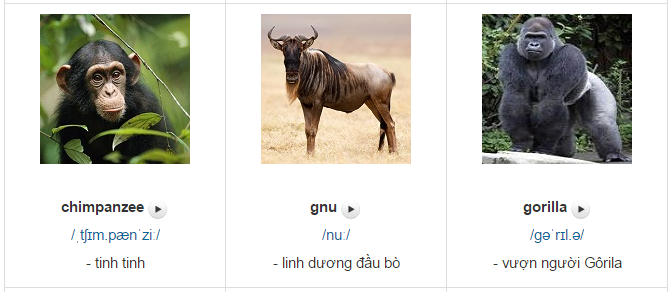 chimpanzee
/ˌtʃɪm.pænˈziː/
- tinh tinh
gnu
/nuː/
- linh dương đầu bò
gorilla
/ɡəˈrɪl.ə/
- vượn người Gôrila